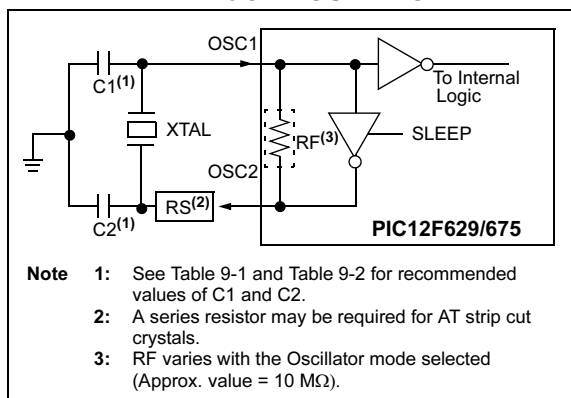 OSC1
C1(1)
To Internal
Logic
XTAL
RF(3)
SLEEP
OSC2
RS(2)
C2(1)
PIC12F629/675
Note 1: See Table 9-1 and Table 9-2 for recommended
values of C1 and C2.
2: A series resistor may be required for AT strip cut
crystals.
3: RF varies with the Oscillator mode selected
(Approx. value = 10 MΩ).